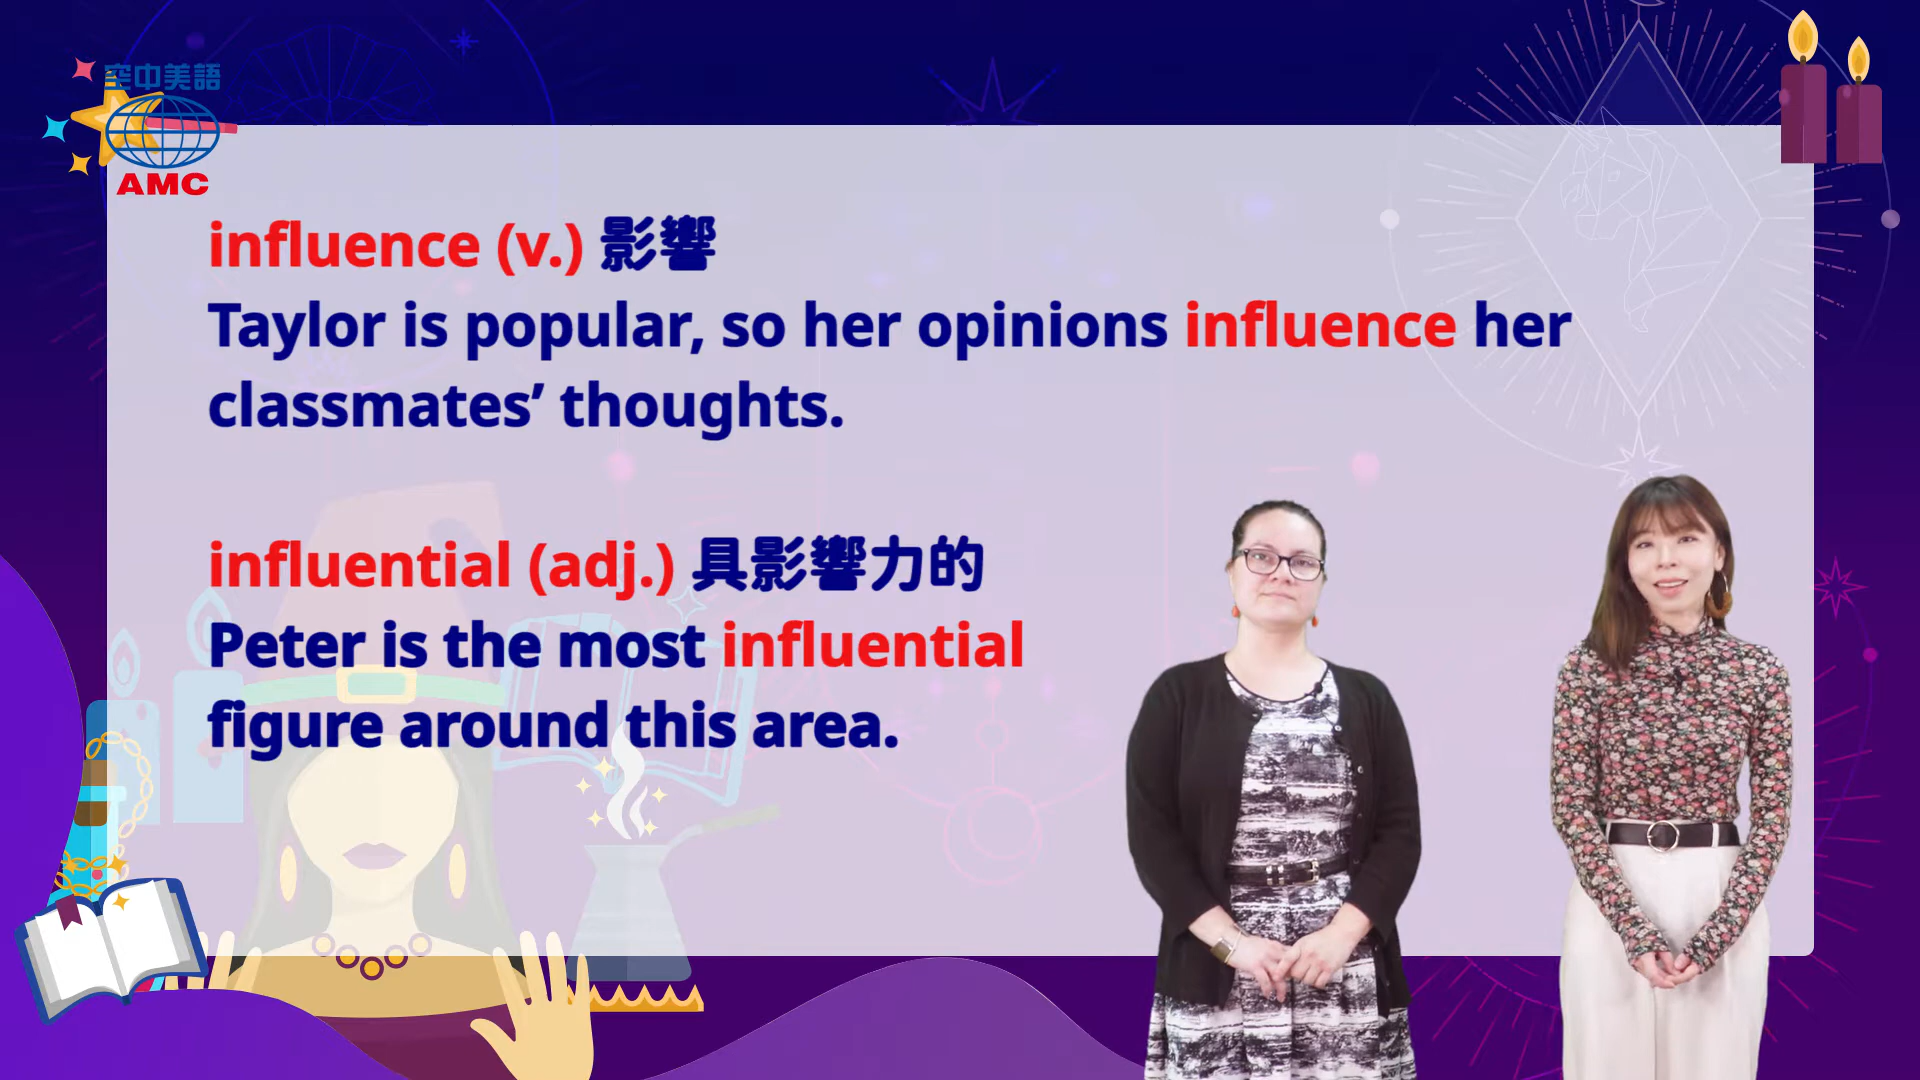 空中美語
AMC
influence (v.) 影響
Taylor is popular, so her opinions influence her
classmates’ thoughts.
influential (adj.) 具影響力的
Peter is the most influential
figure around this area.